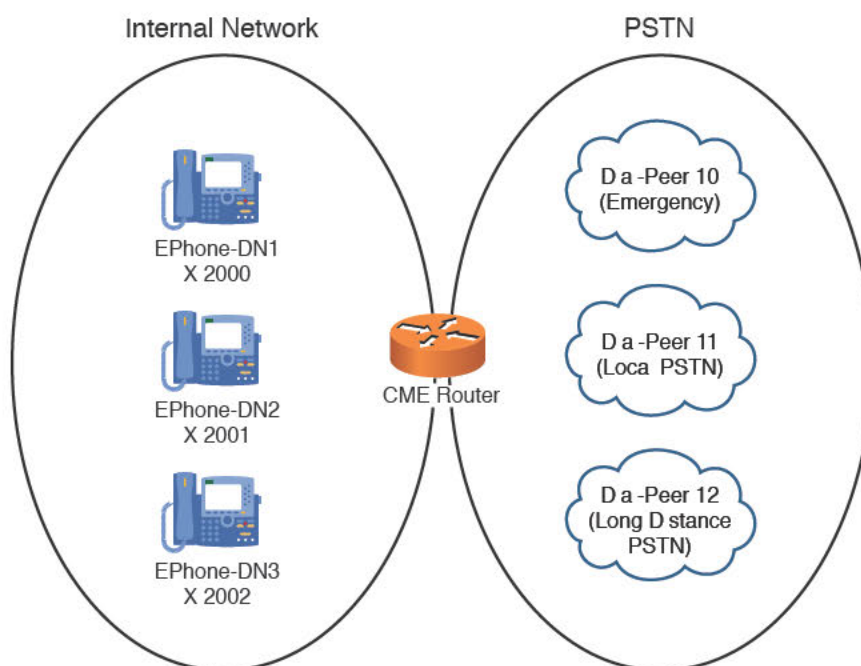 Internal Network
PSTN
EPhone-DN1
X 2000
EPhone-DN2
X 2001
EPhone-DN3
X 2002
CME Router
D a -Peer 10
(Emergency)
D a -Peer 11
(Loca PSTN)
D a -Peer 12
(Long D stance
PSTN)